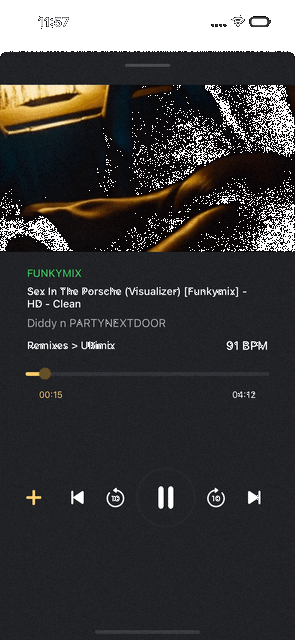 11:57
FUNKYMIX
Sex In The Porsche (Visualizer) [Funkymix] -
HD - Clean
Diddy n PARTYNEXTDOOR
Remixes >
91 BPM
00:15
04:12
10
10